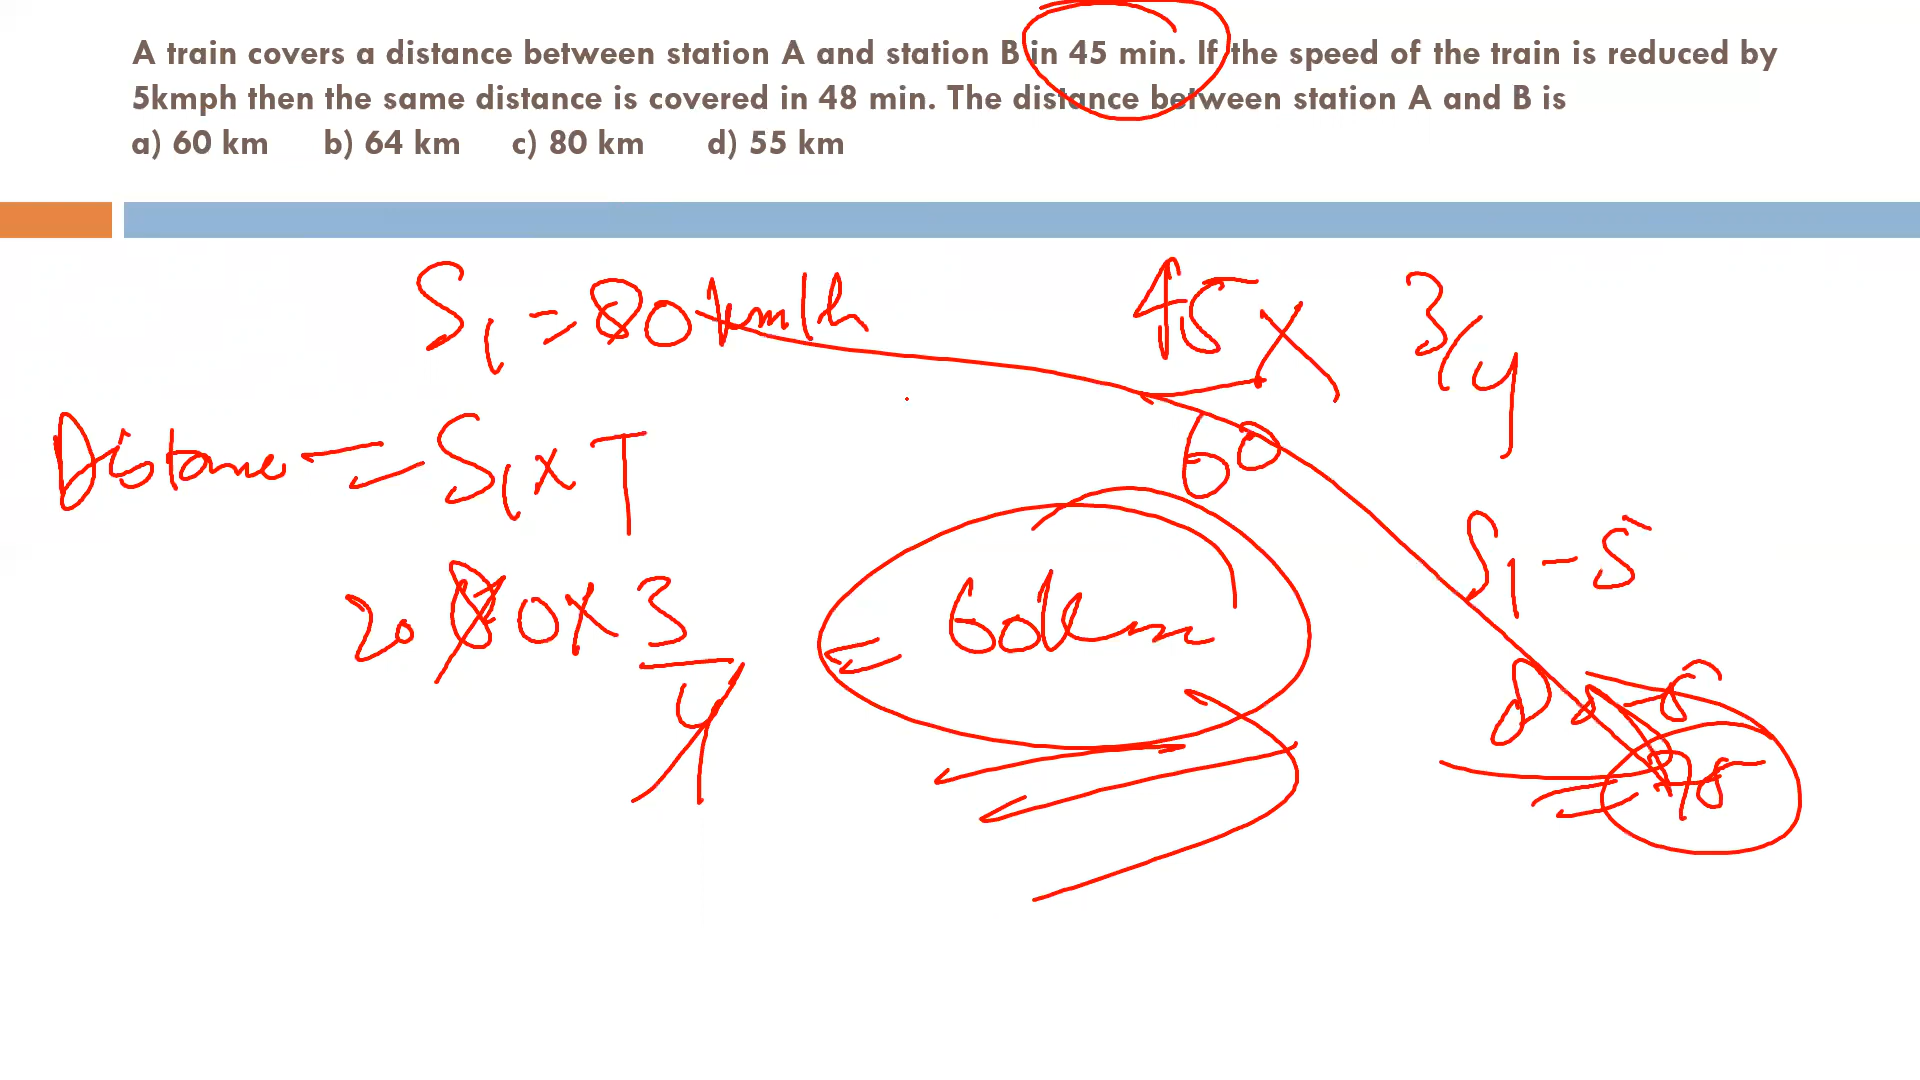 A train covers a distance between station A and station B in 45 min. If the speed of the train is reduced by
5kmph then the same distance is covered in 48 min. The distance between station A and B is
a) 60 km b) 64 km c) 80 km d) 55 km
S1 = 80 km/h
45
60
3/4
Distance = S1 x T
S1 - 5
20 80 x 3
4
= 60km
80 - 5
= 75